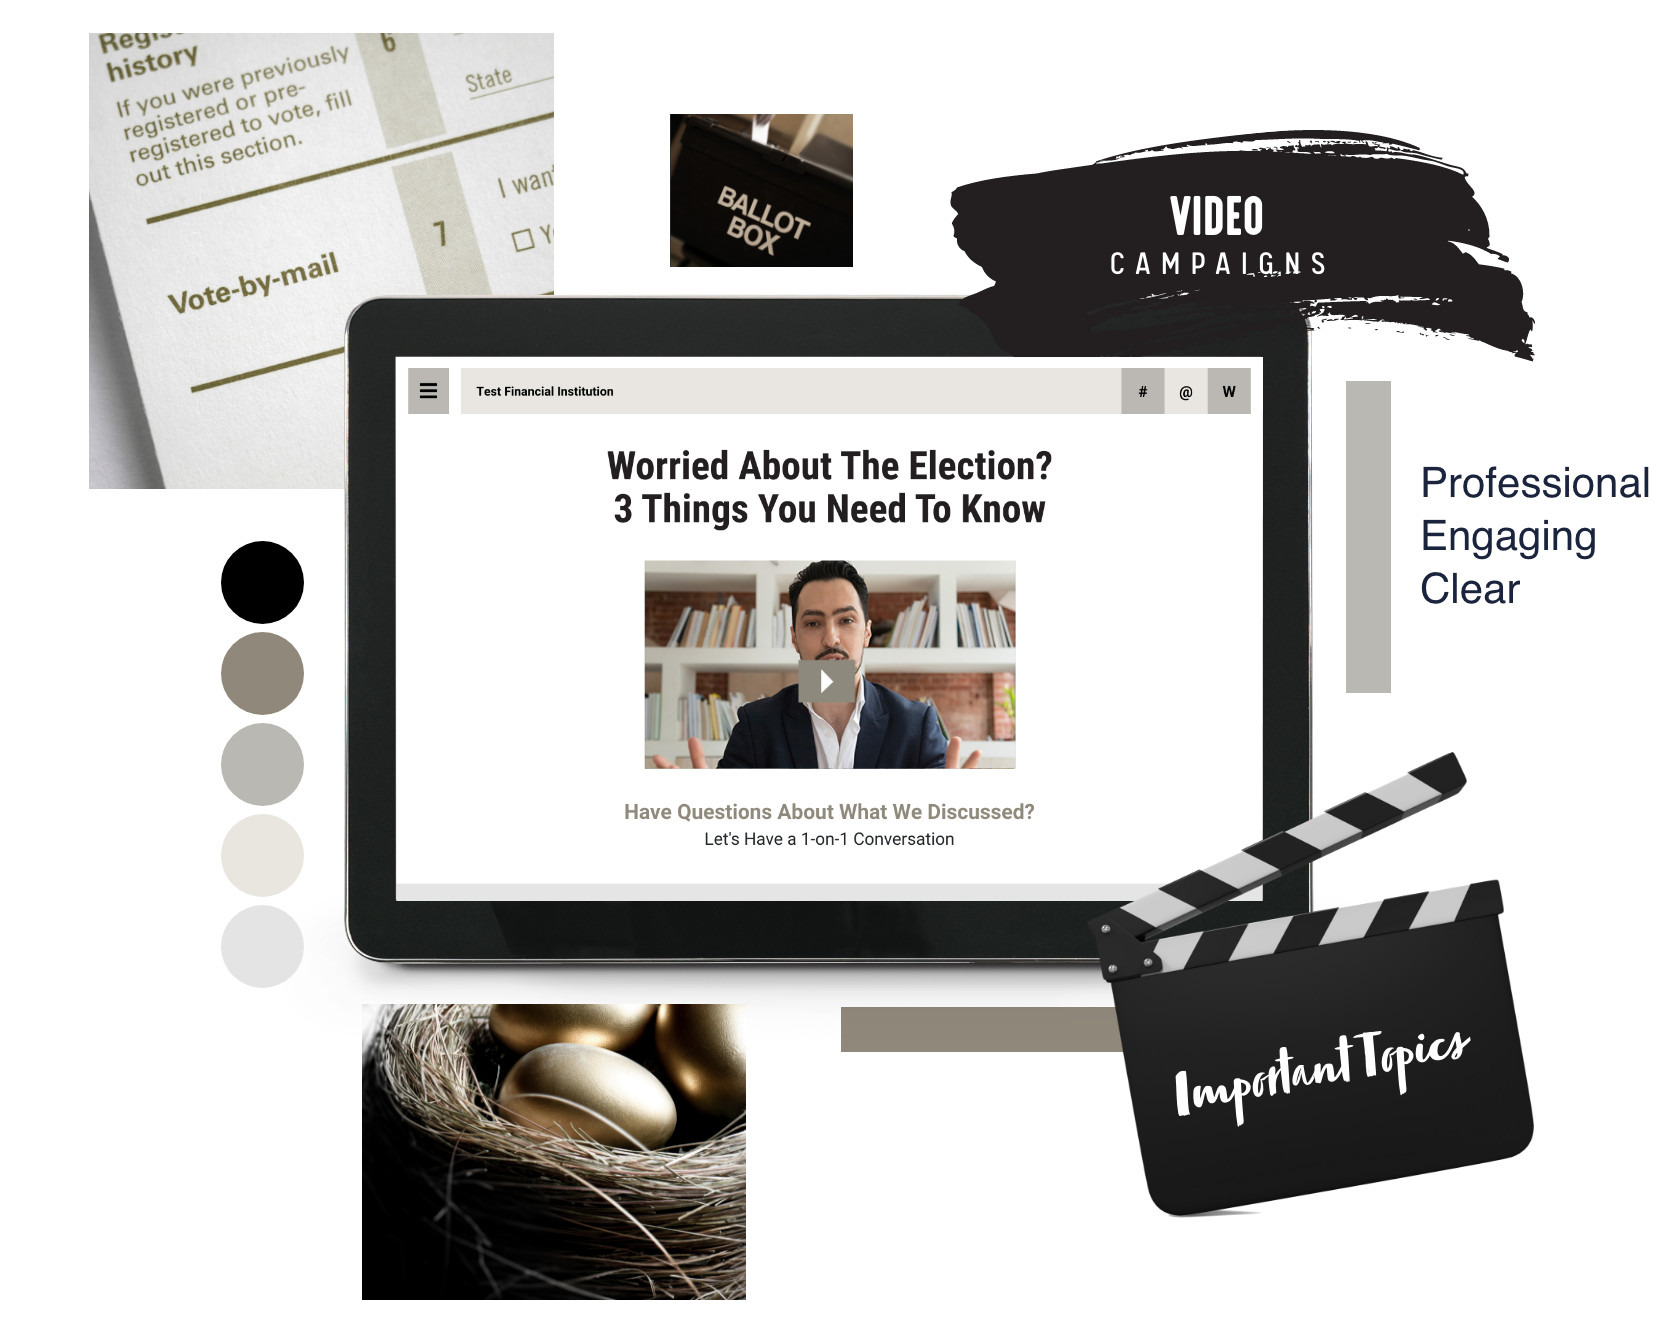 history
If you were previously
registered or pre-
registered to vote, fill
out this section.
6
State
7
I want
Vote-by-mail
BALLOT
BOX
VIDEO
CAMPAIGNS
Test Financial Institution
# @ W
Worried About The Election?
3 Things You Need To Know
Have Questions About What We Discussed?
Let's Have a 1-on-1 Conversation
Professional
Engaging
Clear
Important Topics